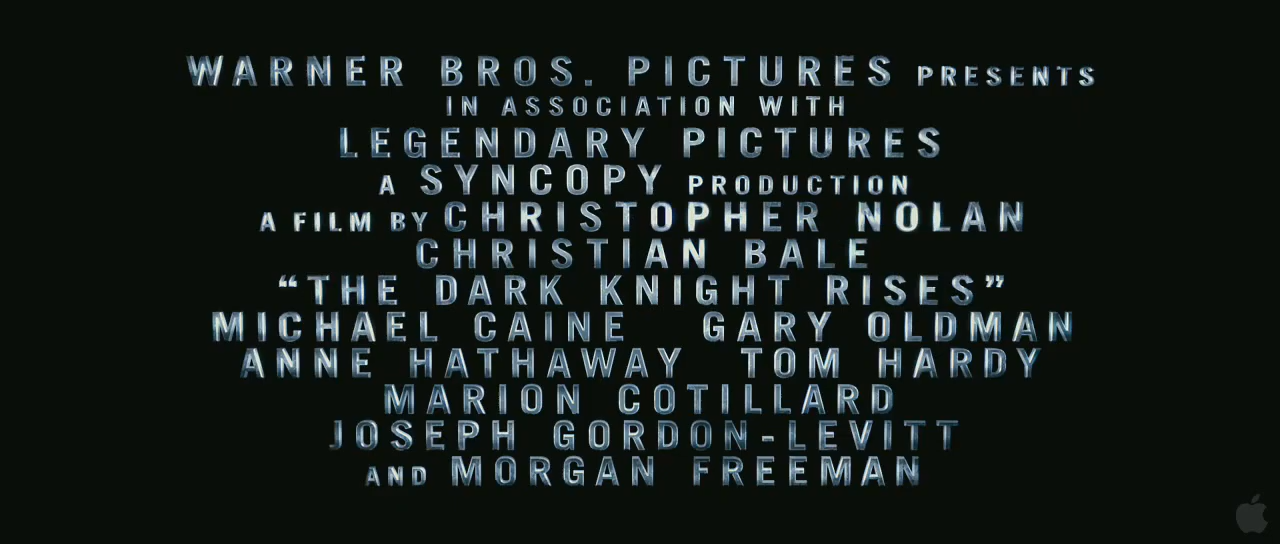 WARNER BROS. PICTURES PRESENTS
IN ASSOCIATION WITH
LEGENDARY PICTURES
A SYNCOPY PRODUCTION
A FILM BY CHRISTOPHER NOLAN
CHRISTIAN BALE
“THE DARK KNIGHT RISES”
MICHAEL CAINE GARY OLDMAN
ANNE HATHAWAY TOM HARDY
MARION COTILLARD
JOSEPH GORDON-LEVITT
AND MORGAN FREEMAN